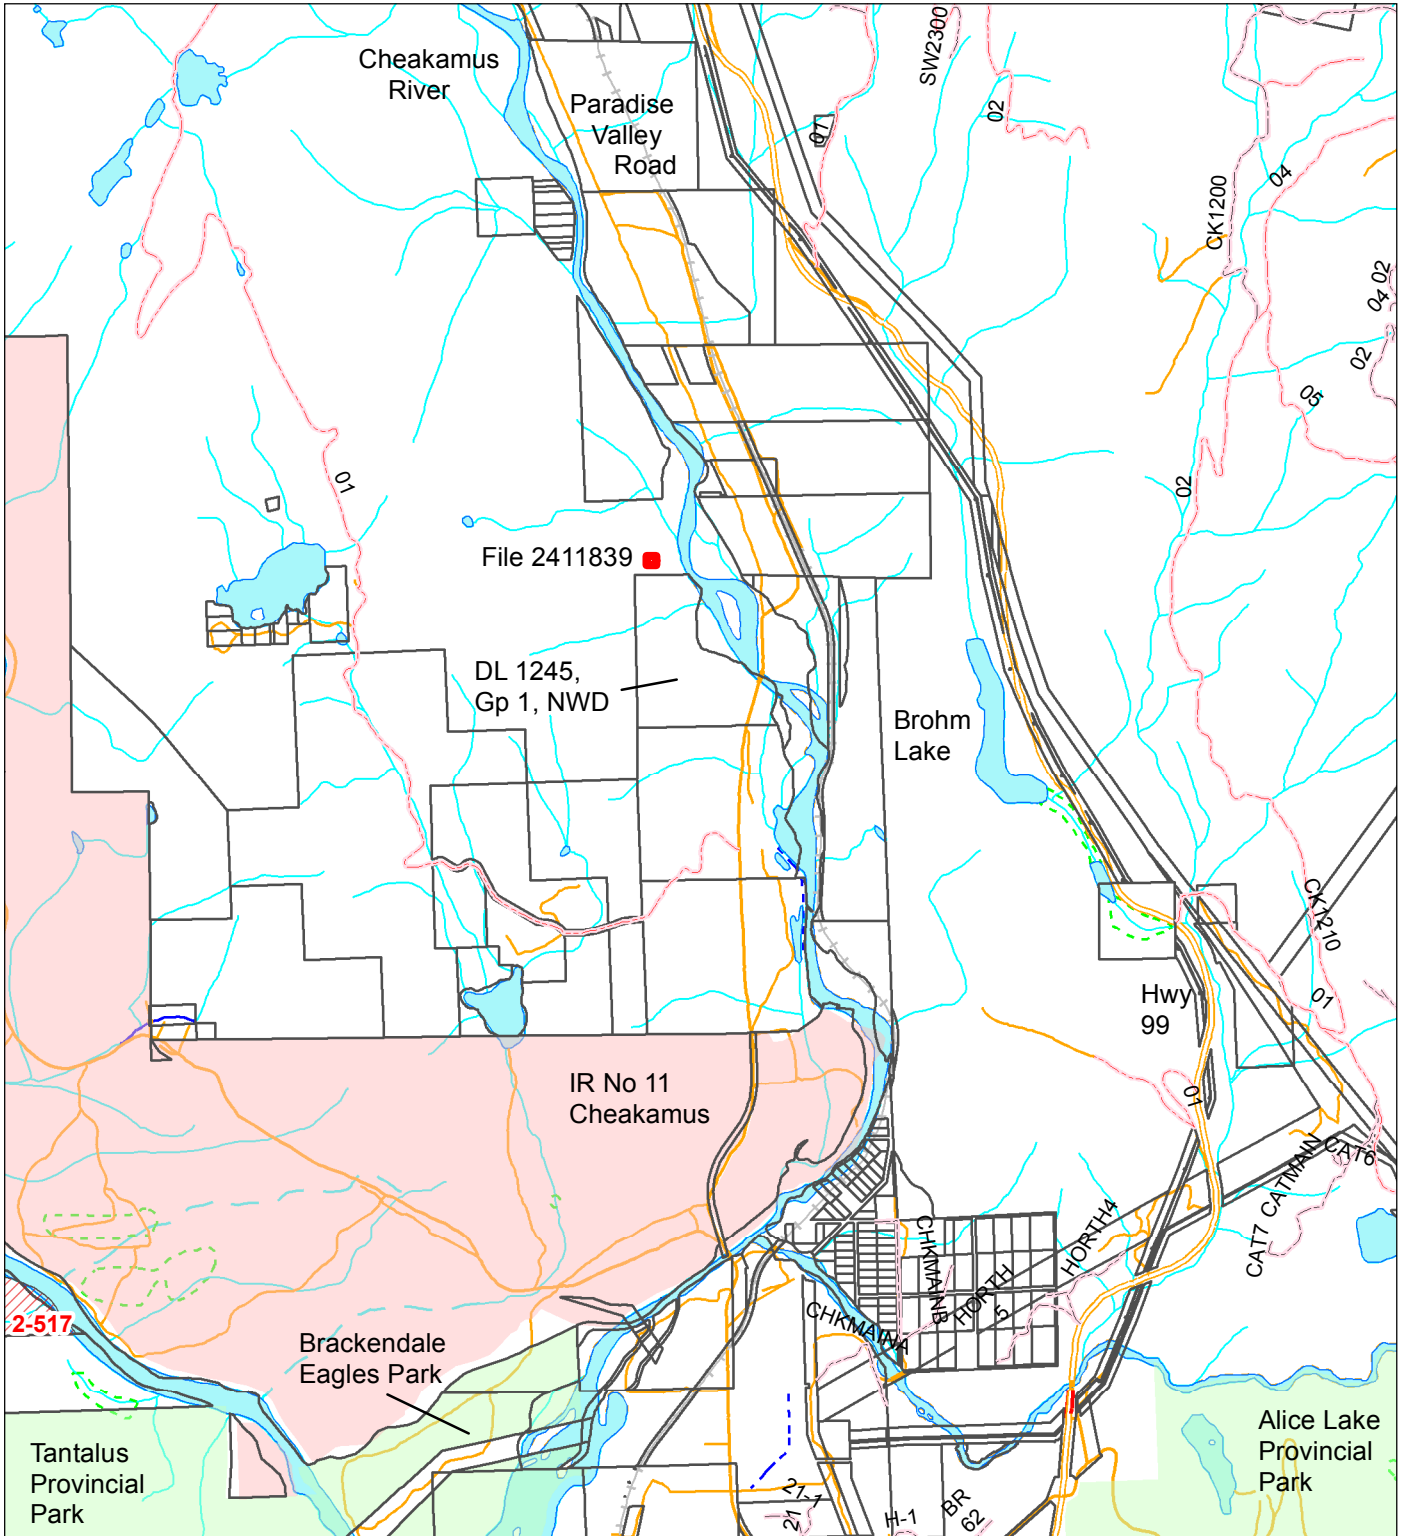 Cheakamus
River
Paradise
Valley
Road
SW2300
02
07
CK1200
04
02
04
02
05
01
02
File 2411839
DL 1245,
Gp 1, NWD
Brohm
Lake
CK1210
01
Hwy
99
01
IR No 11
Cheakamus
CAT6
CATMAIN
CAT7
HORTH4
CHKMAINB
HORTH
5
CHKMAINA
2-517
Brackendale
Eagles Park
Tantalus
Provincial
Park
Alice Lake
Provincial
Park
21-1
21
H-1
BR
62